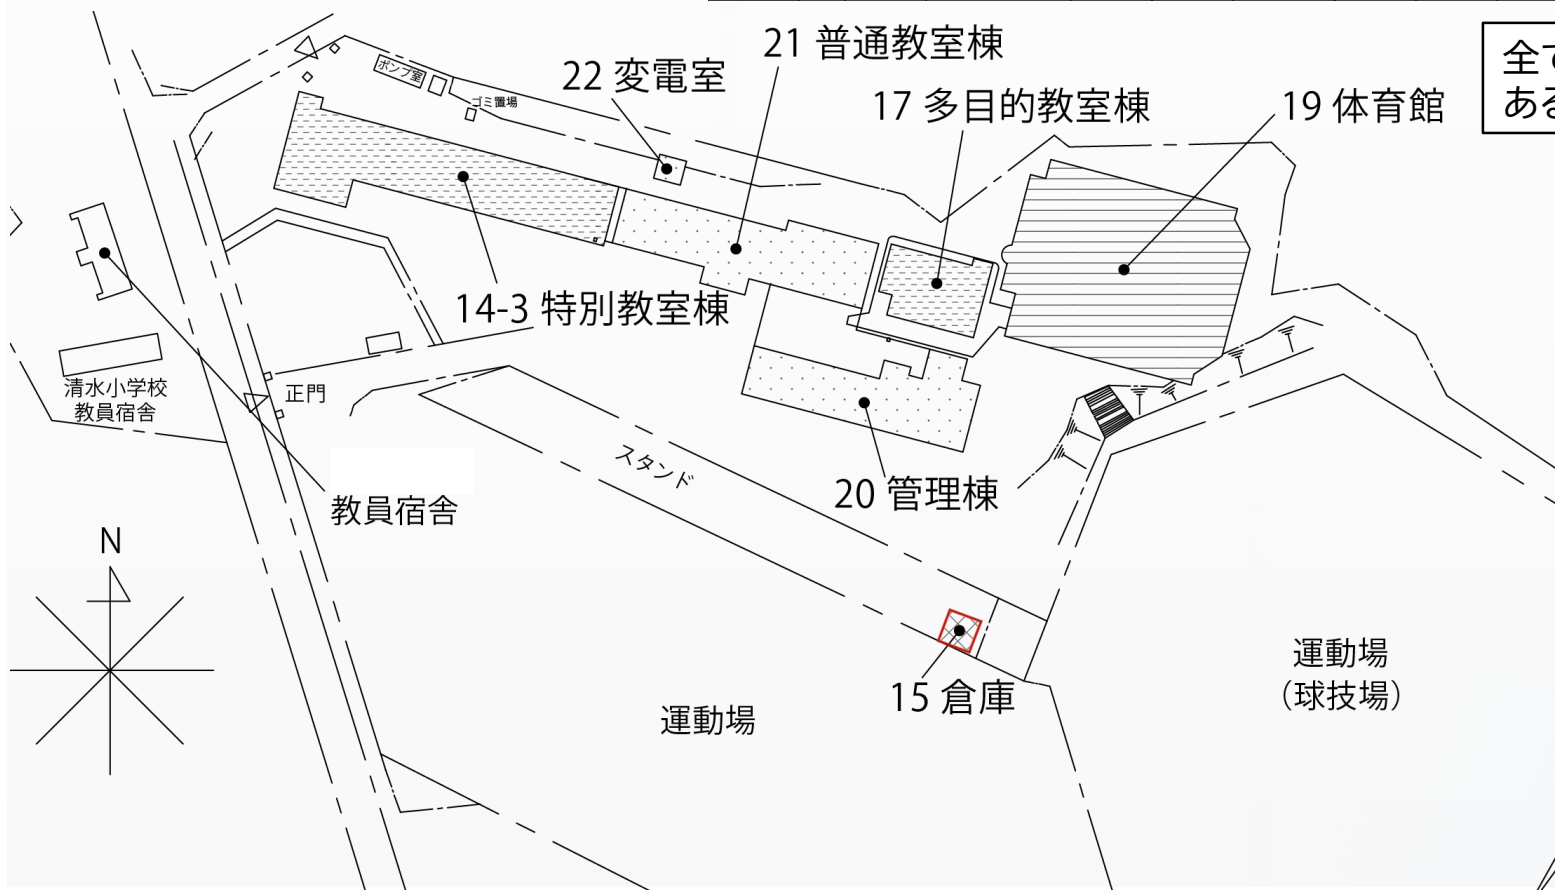 21 普通教室棟
全て
ある
22 変電室
ポンプ室
ゴミ置場
17 多目的教室棟
19 体育館
14-3 特別教室棟
清水小学校
教員宿舎
正門
スタンド
20 管理棟
教員宿舎
N
15 倉庫
運動場
運動場
（球技場）